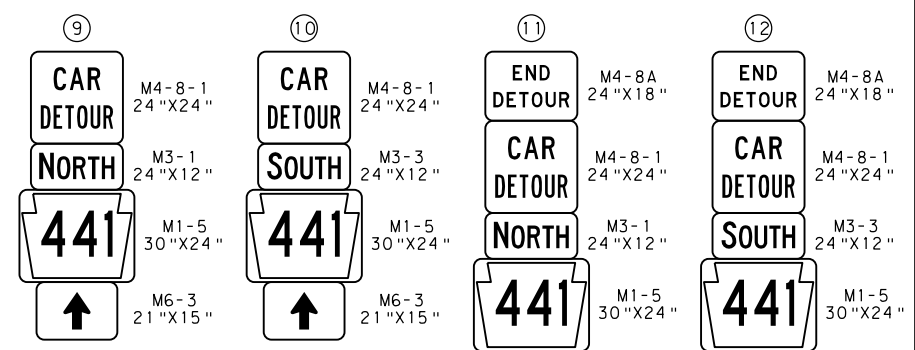 9
CAR
DETOUR
M4-8-1
24"X24"
NORTH
M3-1
24"X12"
441
M1-5
30"X24"
M6-3
21"X15"
10
CAR
DETOUR
M4-8-1
24"X24"
SOUTH
M3-3
24"X12"
441
M1-5
30"X24"
M6-3
21"X15"
11
END
DETOUR
M4-8A
24"X18"
CAR
DETOUR
M4-8-1
24"X24"
NORTH
M3-1
24"X12"
441
M1-5
30"X24"
12
END
DETOUR
M4-8A
24"X18"
CAR
DETOUR
M4-8-1
24"X24"
SOUTH
M3-3
24"X12"
441
M1-5
30"X24"